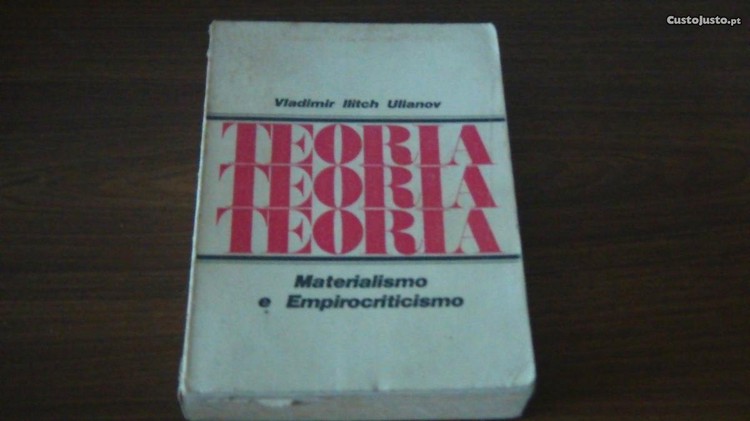 CustoJusto.pt
Vladimir Ilitch Ulianov
TEORIA
TEORIA
TEORIA
Materialismo
e Empirocriticismo